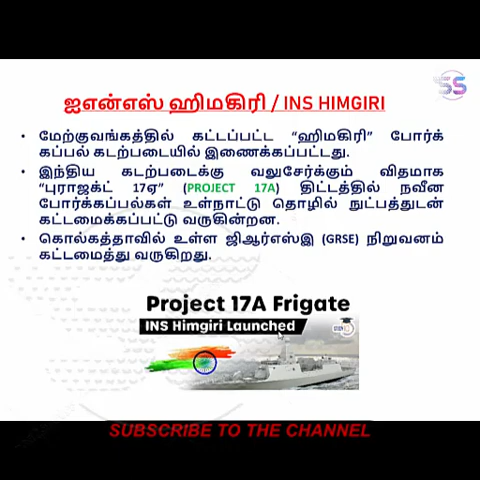 SS
ஐஎன்எஸ் ஹிமகிரி / INS HIMGIRI
• மேற்குவங்கத்தில் கட்டப்பட்ட “ஹிமகிரி” போர்க்
கப்பல் கடற்படையில் இணைக்கப்பட்டது.
• இந்திய கடற்படைக்கு வலுசேர்க்கும் விதமாக
“புராஜக்ட் 17ஏ” (PROJECT 17A) திட்டத்தில் நவீன
போர்க்கப்பல்கள் உள்நாட்டு தொழில் நுட்பத்துடன்
கட்டமைக்கப்பட்டு வருகின்றன.
• கொல்கத்தாவில் உள்ள ஜிஆர்எஸ்இ (GRSE) நிறுவனம்
கட்டமைத்து வருகிறது.
Project 17A Frigate
INS Himgiri Launched
SUBSCRIBE TO THE CHANNEL